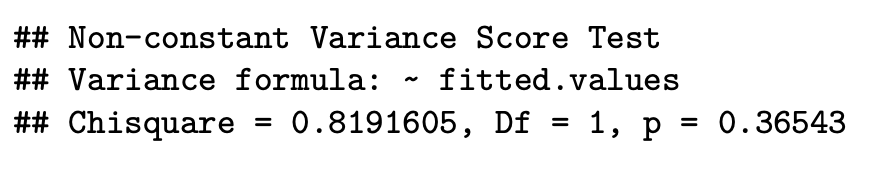 ## Non-constant Variance Score Test
## Variance formula: ~ fitted.values
## Chisquare = 0.8191605, Df = 1, p = 0.36543